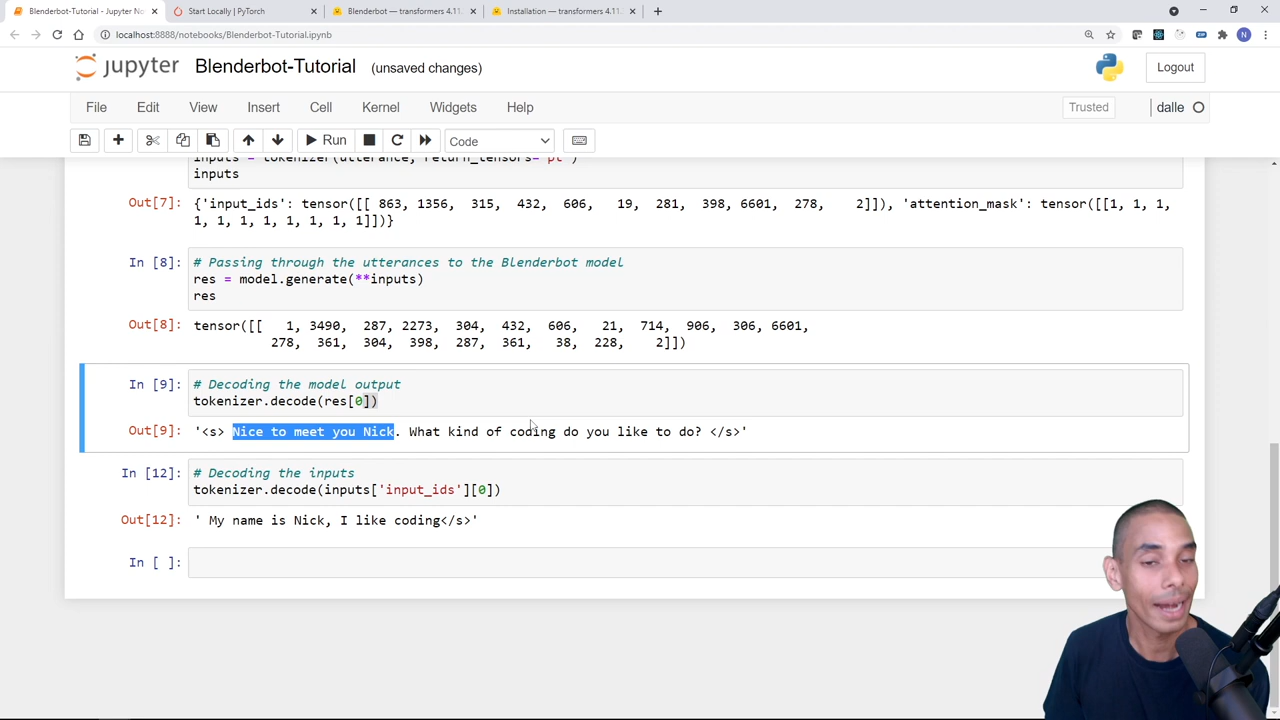 Blenderbot-Tutorial - Jupyter No
Start Locally | PyTorch
Blenderbot — transformers 4.11.
Installation — transformers 4.11.
localhost:8888/notebooks/Blenderbot-Tutorial.ipynb
N
jupyter
Blenderbot-Tutorial
(unsaved changes)
Logout
File Edit View Insert Cell Kernel Widgets Help
Trusted
dalle
Run
Code
inputs = tokenizer(utterance, return_tensors="pt")
inputs
Out[7]: {'input_ids': tensor([[ 863, 1356, 315, 432, 606, 19, 281, 398, 6601, 278, 2]]), 'attention_mask': tensor([[1, 1, 1,
1, 1, 1, 1, 1, 1, 1, 1]])}
In [8]: # Passing through the utterances to the Blenderbot model
res = model.generate(**inputs)
res
Out[8]: tensor([[ 1, 3490, 287, 2273, 304, 432, 606, 21, 714, 906, 306, 6601,
278, 361, 304, 398, 287, 361, 38, 228, 2]])
In [9]: # Decoding the model output
tokenizer.decode(res[0])
Out[9]: '<s> Nice to meet you Nick. What kind of coding do you like to do? </s>'
In [12]: # Decoding the inputs
tokenizer.decode(inputs['input_ids'][0])
Out[12]: ' My name is Nick, I like coding</s>'
In [ ]: